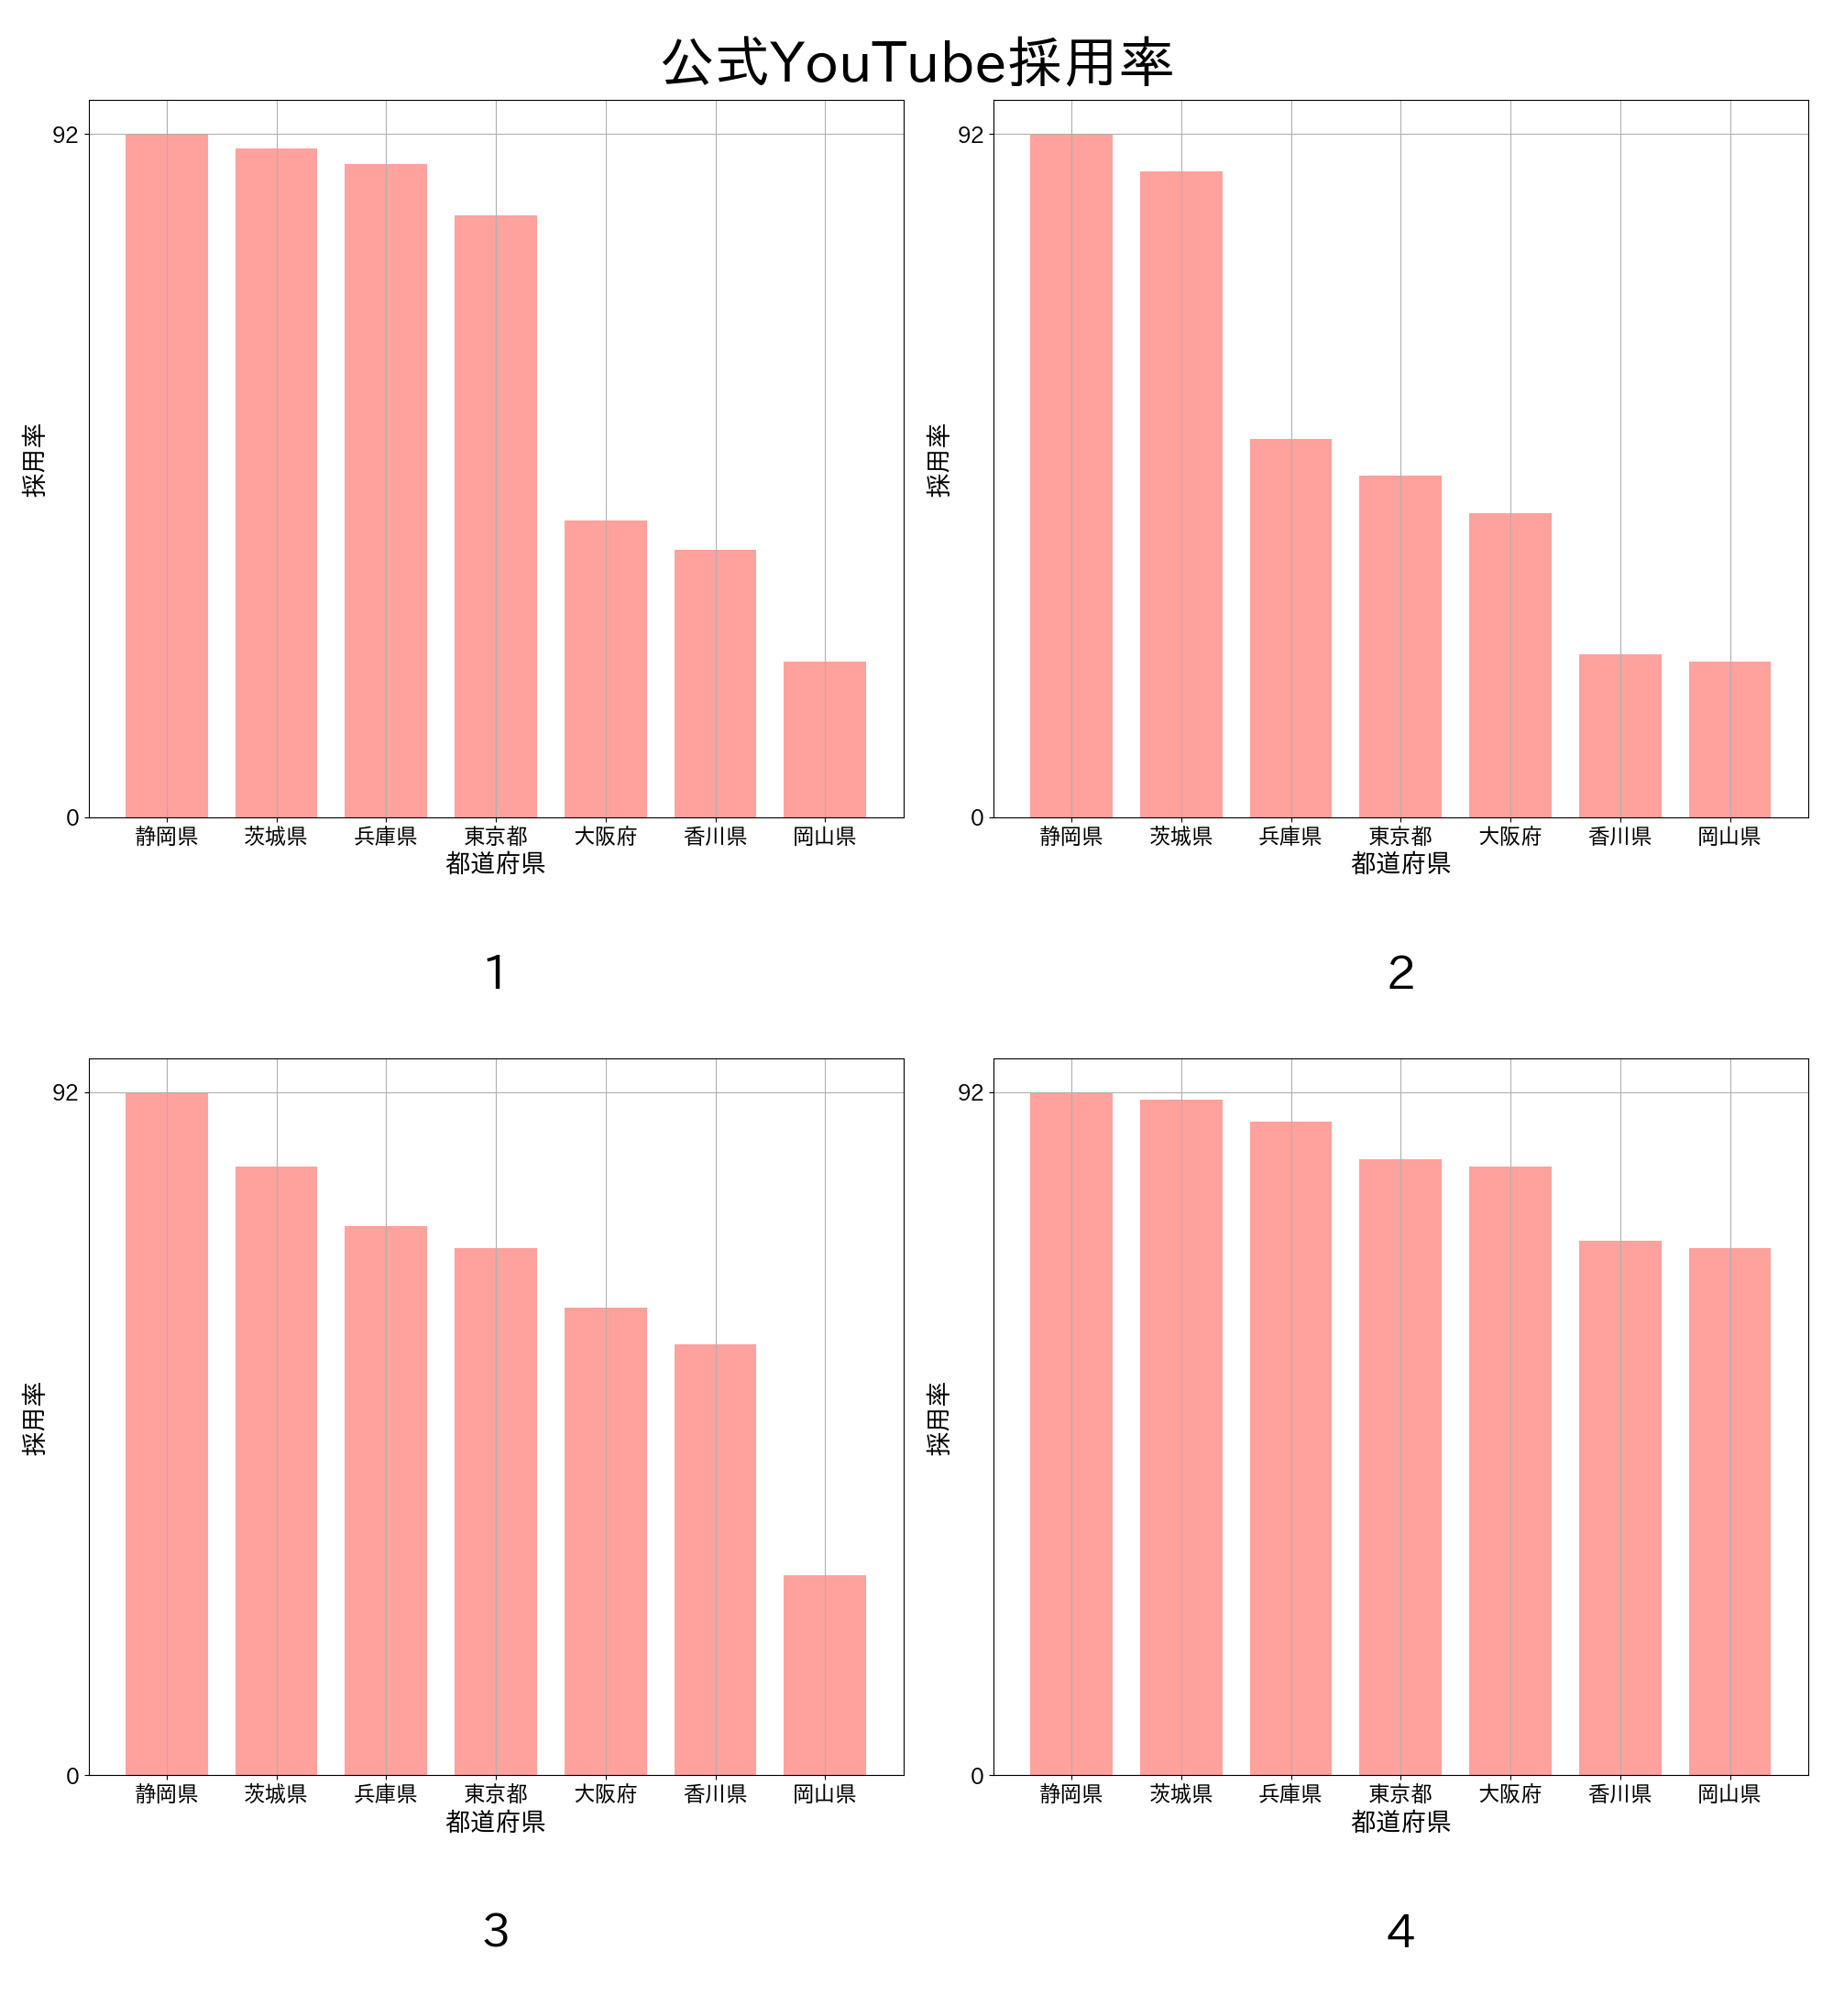 公式YouTube採用率
92
0
採用率
静岡県 茨城県 兵庫県 東京都 大阪府 香川県 岡山県
都道府県
1
92
0
採用率
静岡県 茨城県 兵庫県 東京都 大阪府 香川県 岡山県
都道府県
2
92
0
採用率
静岡県 茨城県 兵庫県 東京都 大阪府 香川県 岡山県
都道府県
3
92
0
採用率
静岡県 茨城県 兵庫県 東京都 大阪府 香川県 岡山県
都道府県
4